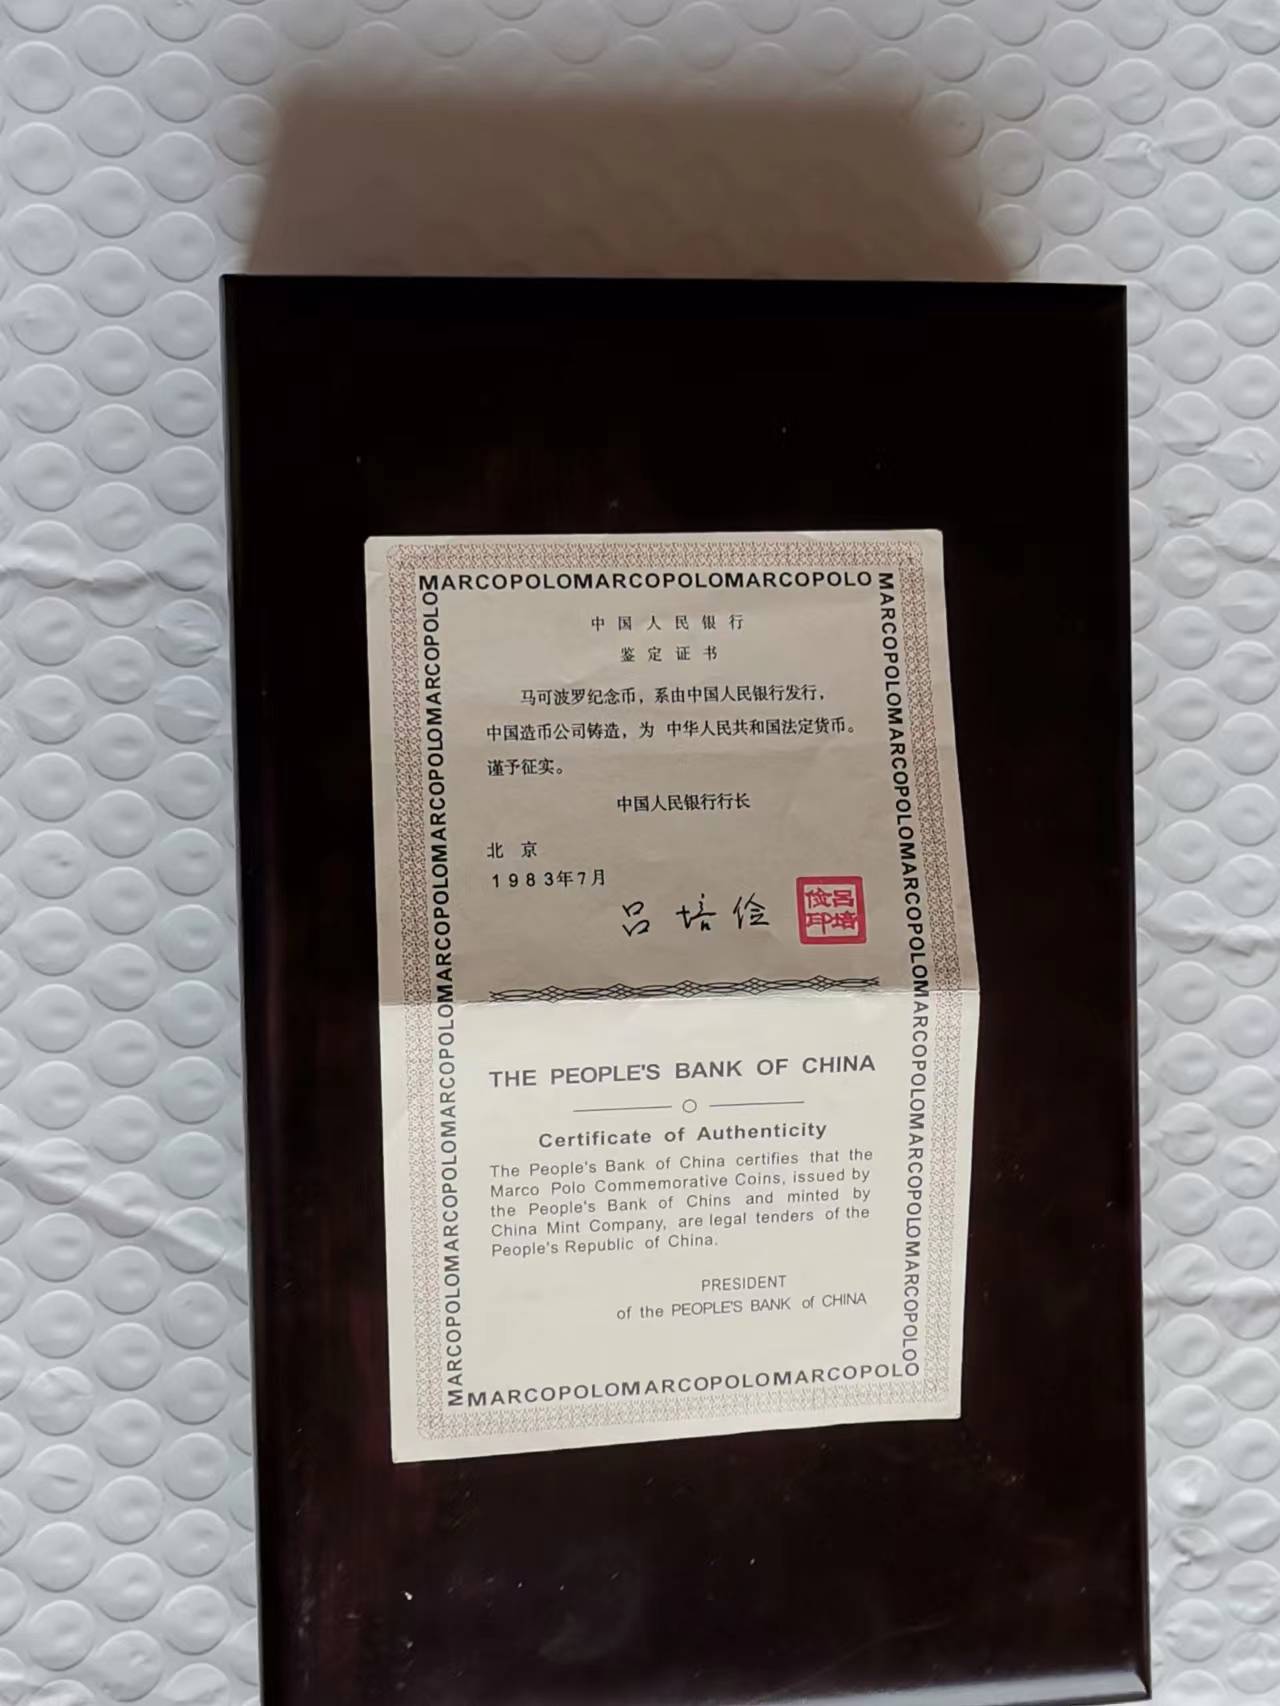 MARCOPOLOMARCOPOLOMARCOPOLO
MARCOPOLOMARCOPOLOMARCOPOLOMARCOPOLOMARCOPOLO
MARCOPOLOMARCOPOLOMARCOPOLOMARCOPOLOMARCOPOLO
中国人民银行
鉴定证书
马可波罗纪念币，系由中国人民银行发行，
中国造币公司铸造，为 中华人民共和国法定货币。
谨予征实。
中国人民银行行长
北 京
1983年7月
吕培俭
吕培俭印
THE PEOPLE'S BANK OF CHINA
Certificate of Authenticity
The People's Bank of China certifies that the
Marco Polo Commemorative Coins, issued by
the People's Bank of Chins and minted by
China Mint Company, are legal tenders of the
People's Republic of China.
PRESIDENT
of the PEOPLE'S BANK of CHINA
MARCOPOLOMARCOPOLOMARCOPOLO